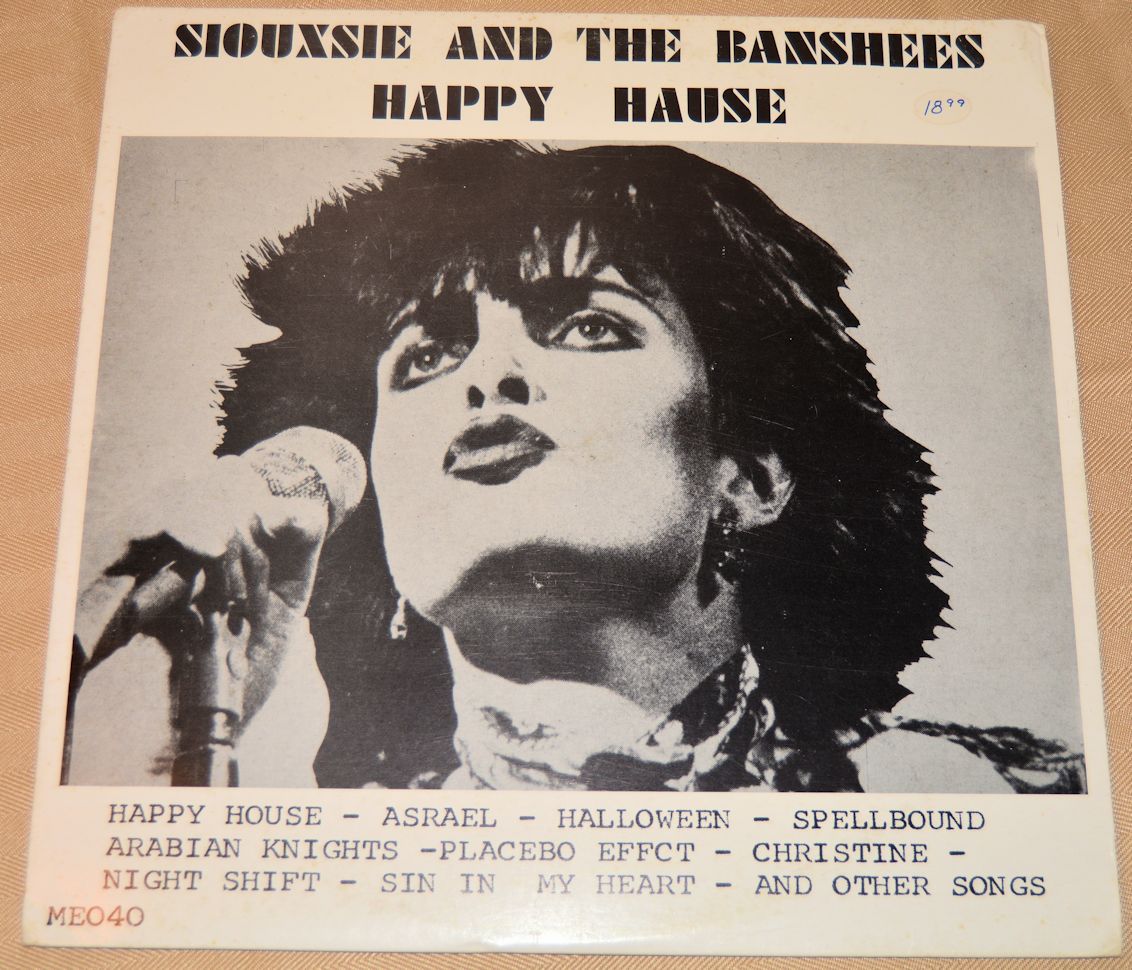 SIOUXSIE AND THE BANSHEES
HAPPY HAUSE
18 99
HAPPY HOUSE - ASRAEL - HALLOWEEN - SPELLBOUND
ARABIAN KNIGHTS -PLACEBO EFFCT - CHRISTINE -
NIGHT SHIFT - SIN IN MY HEART - AND OTHER SONGS
MEO40